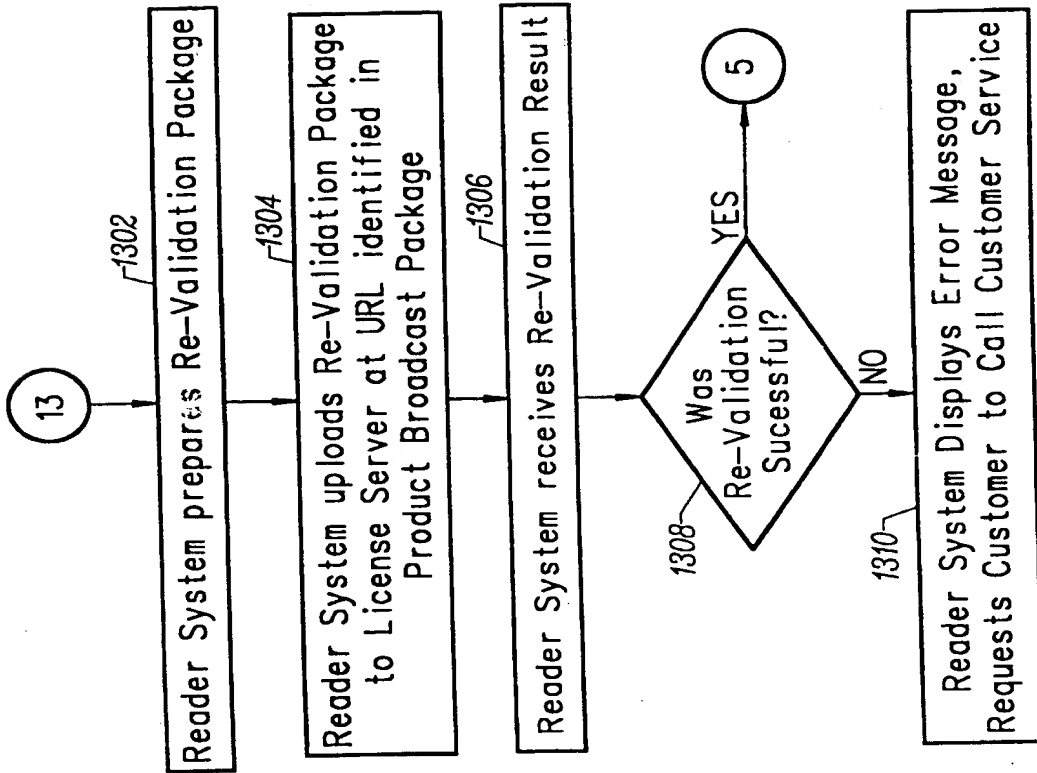 13
1302
Reader System prepares Re-Validation Package
1304
Reader System uploads Re-Validation Package
to License Server at URL identified in
Product Broadcast Package
1306
Reader System receives Re-Validation Result
1308
Was
Re-Validation
Sucessful?
YES
5
NO
1310
Reader System Displays Error Message,
Requests Customer to Call Customer Service